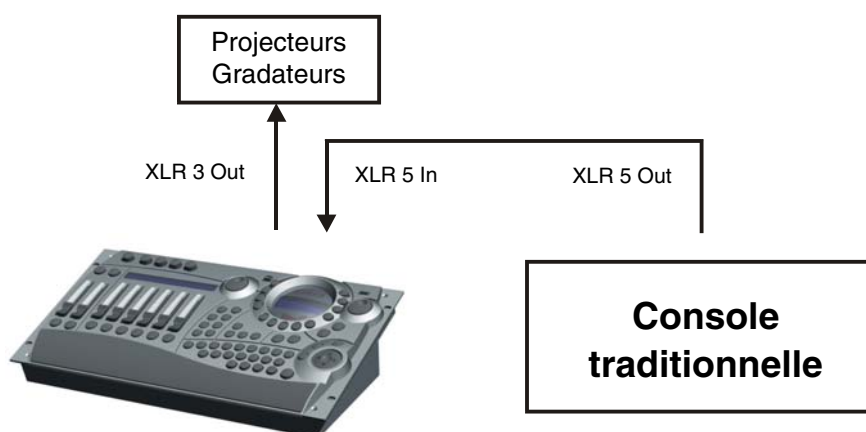 Projecteurs
Gradateurs
XLR 3 Out
XLR 5 In
XLR 5 Out
Console
traditionnelle